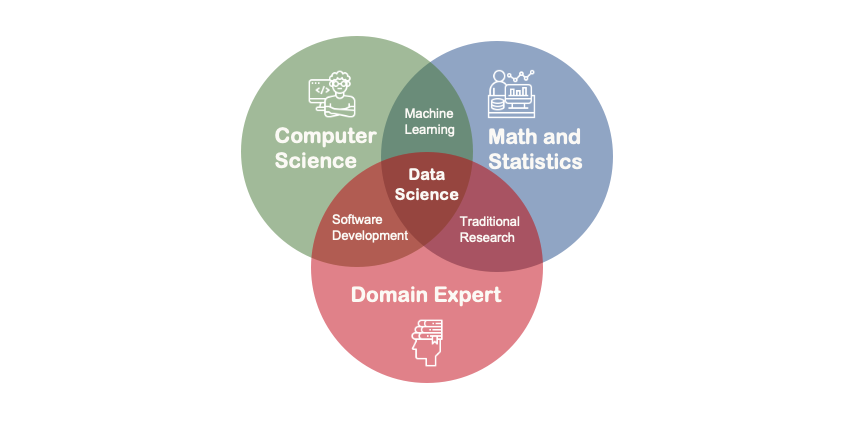 Computer
Science
Machine
Learning
Math and
Statistics
Data
Science
Software
Development
Traditional
Research
Domain Expert